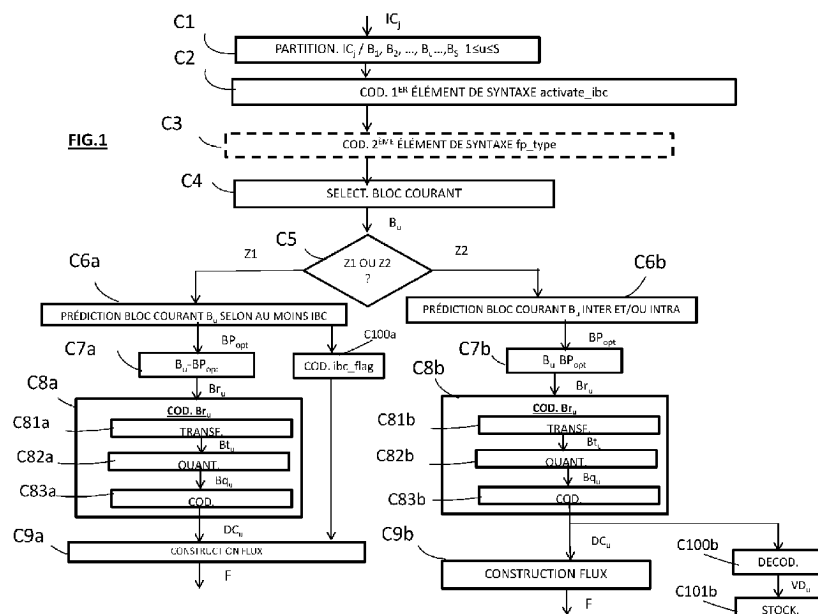 IC_j
C1
PARTITION. IC_j / B_1, B_2, …, B_u…,B_S 1≤u≤S
C2
COD. 1^ER ÉLÉMENT DE SYNTAXE activate_ibc
FIG.1
C3
COD. 2^ÈME ÉLÉMENT DE SYNTAXE fp_type
C4
SELECT. BLOC COURANT
B_u
C5
Z1
Z1 OU Z2
?
Z2
C6a
PRÉDICTION BLOC COURANT B_u SELON AU MOINS IBC
C6b
PRÉDICTION BLOC COURANT B_u INTER ET/OU INTRA
BP_opt
C100a
C7a
B_u-BP_opt
COD. ibc_flag
BP_opt
C7b
B_u-BP_opt
Br_u
Br_u
C8a
COD. Br_u
C81a
TRANSF.
Bt_u
C82a
QUANT.
Bq_u
C83a
COD.
DC_u
C9a
CONSTRUCTION FLUX
F
C8b
COD. Br_u
C81b
TRANSF.
Bt_u
C82b
QUANT.
Bq_u
C83b
COD.
DC_u
C9b
CONSTRUCTION FLUX
F
C100b
DECOD.
VD_u
C101b
STOCK.